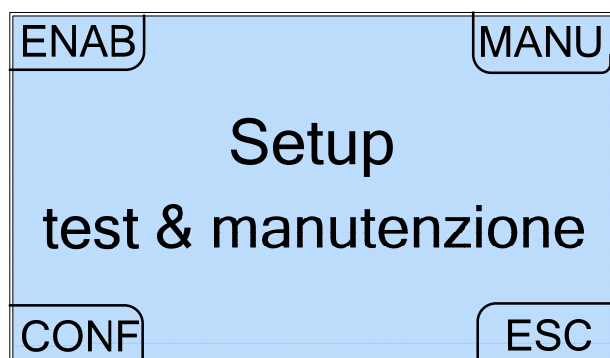 ENAB
MANU
Setup
test & manutenzione
CONF
ESC